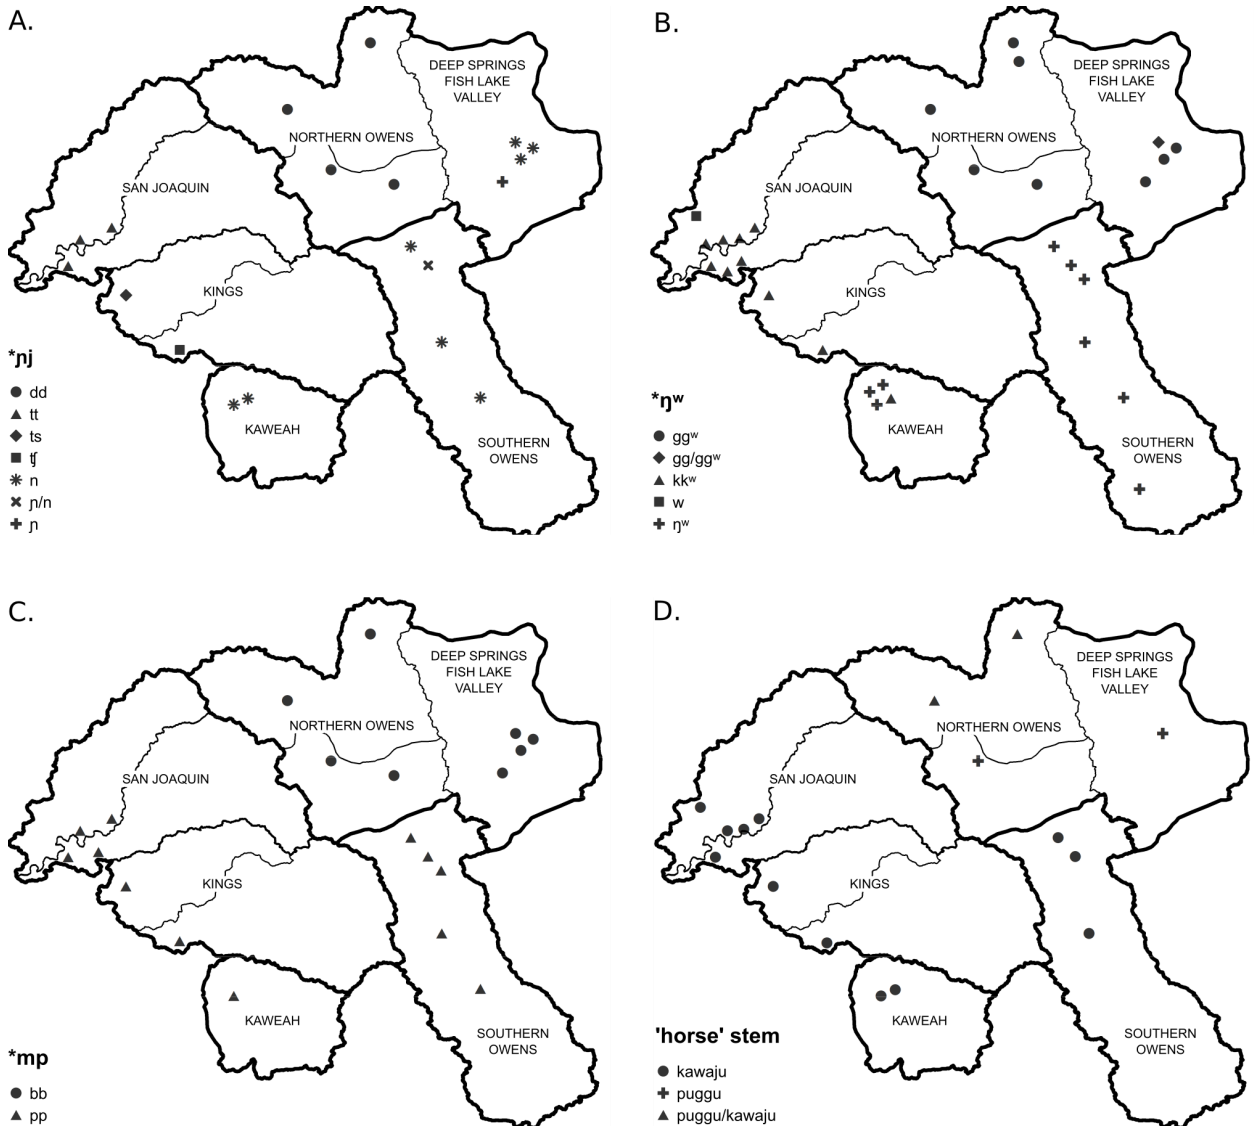 A.
DEEP SPRINGS
FISH LAKE
VALLEY
NORTHERN OWENS
SAN JOAQUIN
KINGS
KAWEAH
SOUTHERN
OWENS
*ɲj
dd
tt
ts
tʃ
n
ɲ/n
ɲ
B.
DEEP SPRINGS
FISH LAKE
VALLEY
NORTHERN OWENS
SAN JOAQUIN
KINGS
KAWEAH
SOUTHERN
OWENS
*ŋʷ
ggʷ
gg/ggʷ
kkʷ
w
ŋʷ
C.
DEEP SPRINGS
FISH LAKE
VALLEY
NORTHERN OWENS
SAN JOAQUIN
KINGS
KAWEAH
SOUTHERN
OWENS
*mp
bb
pp
D.
DEEP SPRINGS
FISH LAKE
VALLEY
NORTHERN OWENS
SAN JOAQUIN
KINGS
KAWEAH
SOUTHERN
OWENS
'horse' stem
kawaju
puggu
puggu/kawaju